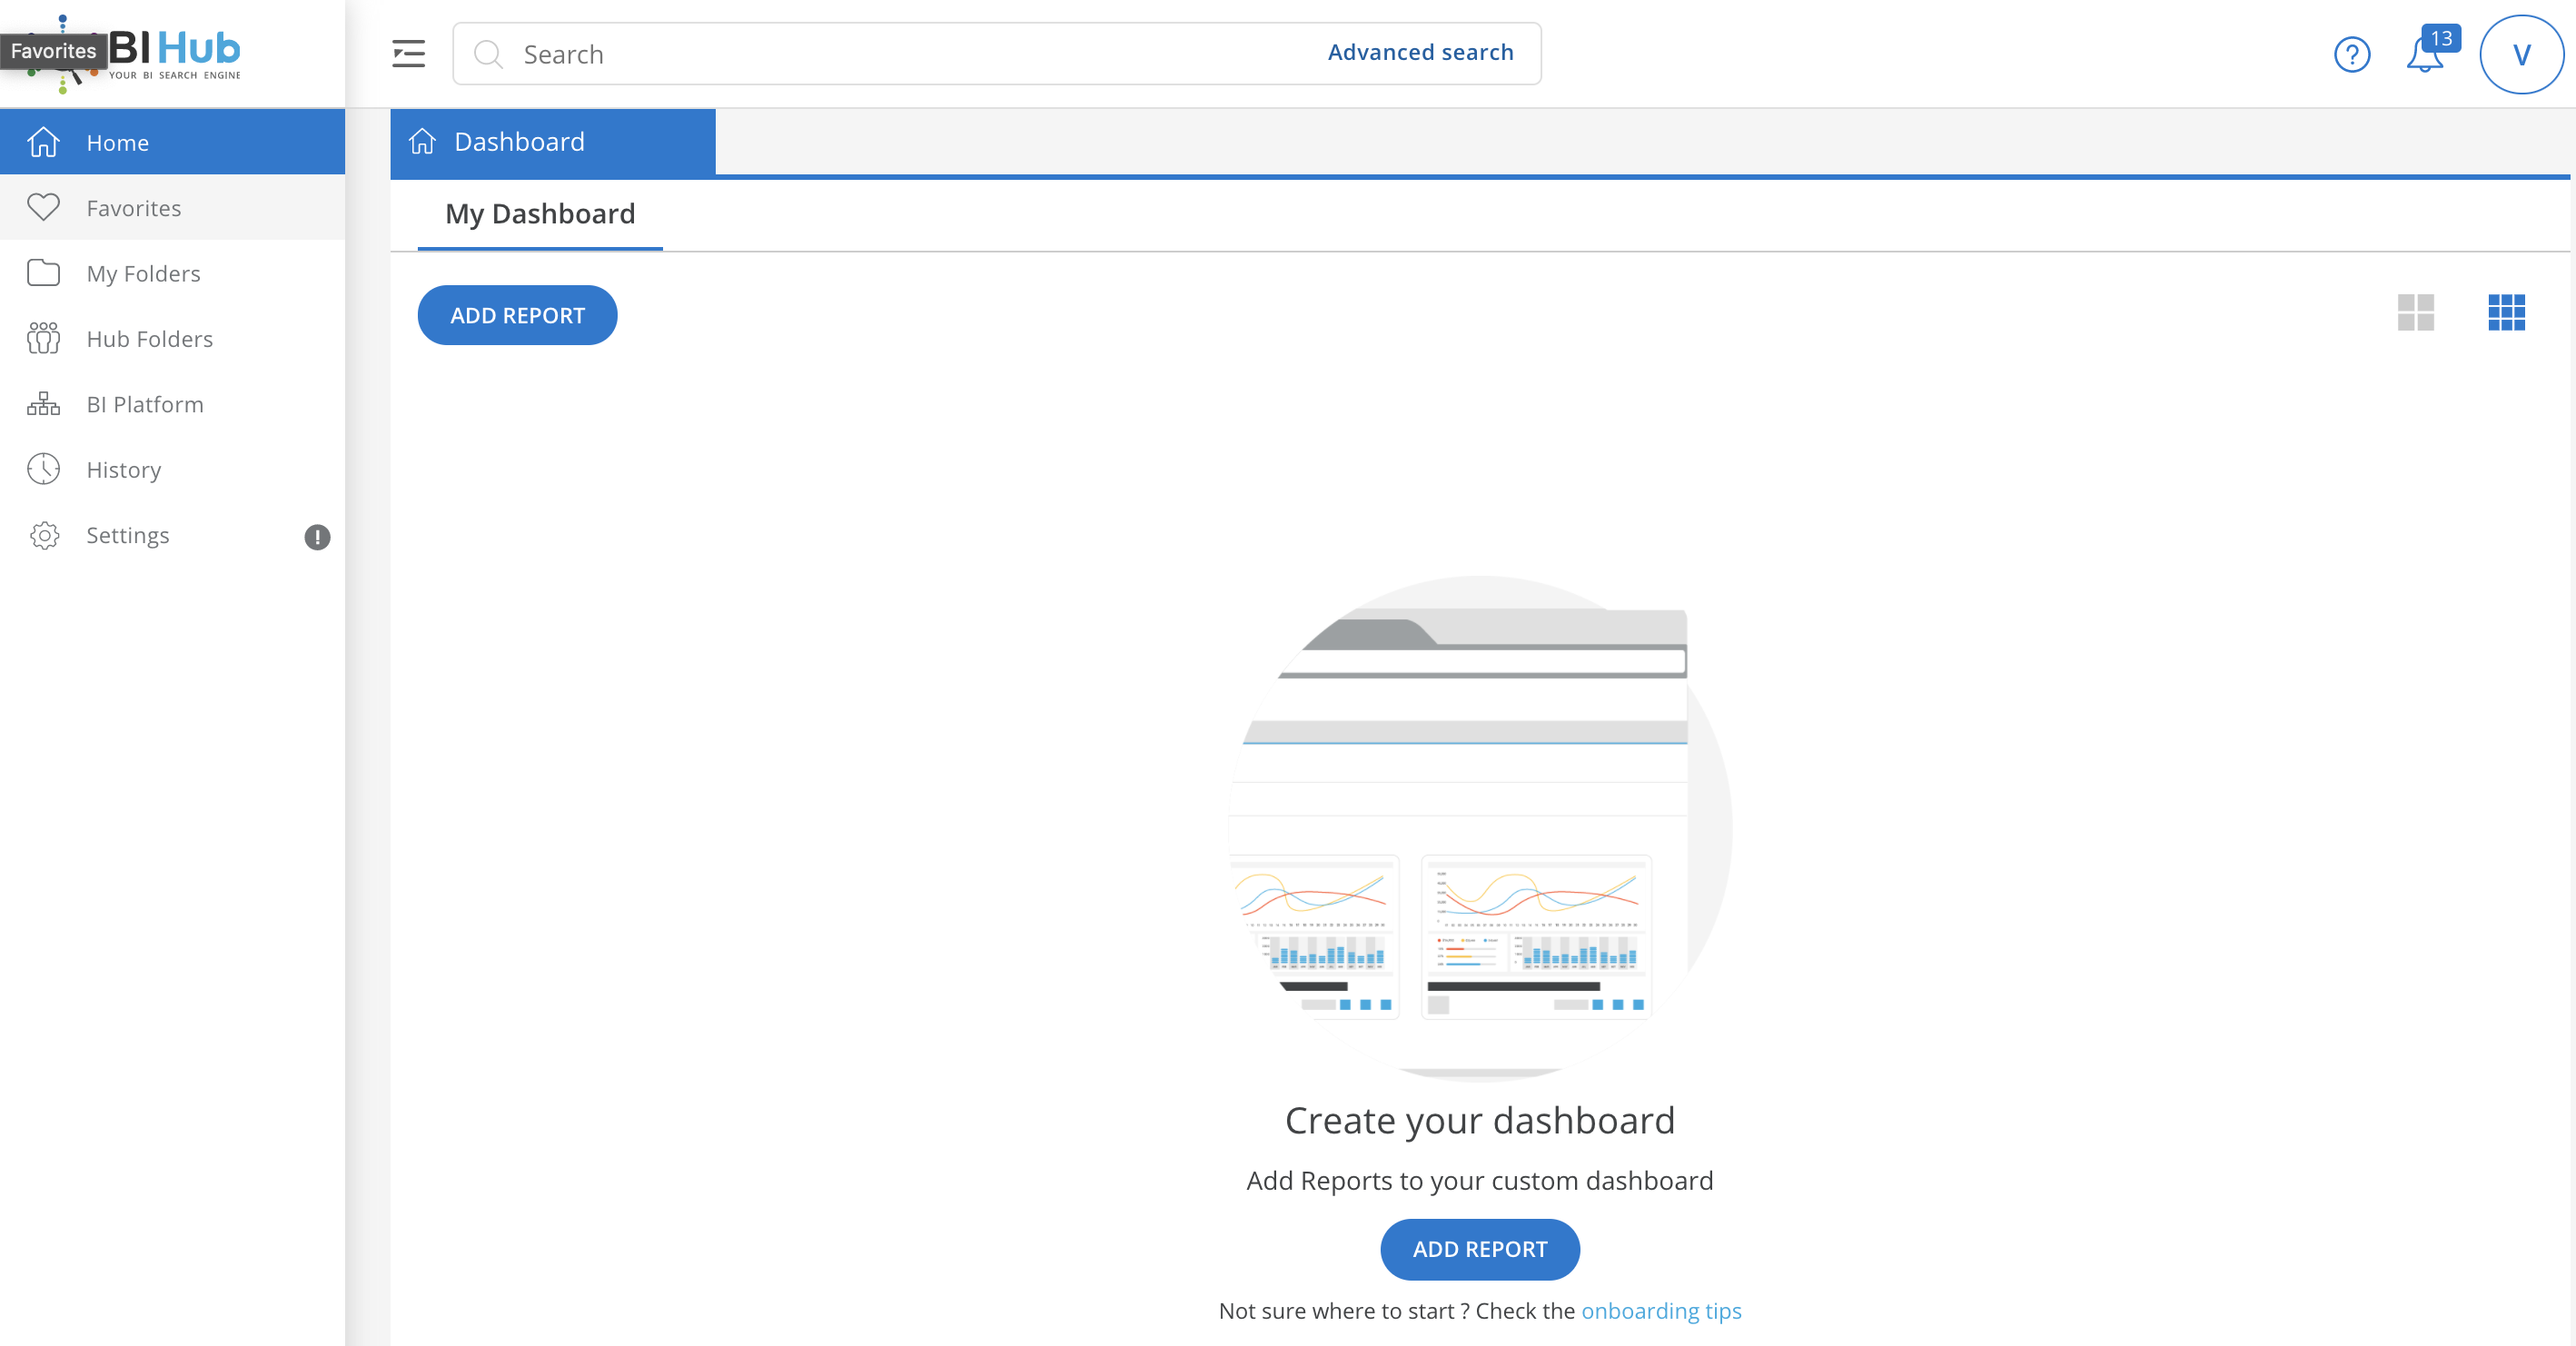 Favorites
BI Hub
YOUR BI SEARCH ENGINE
Search
Advanced search
13
V
Home
Favorites
My Folders
Hub Folders
BI Platform
History
Settings
Dashboard
My Dashboard
ADD REPORT
Create your dashboard
Add Reports to your custom dashboard
ADD REPORT
Not sure where to start ? Check the onboarding tips